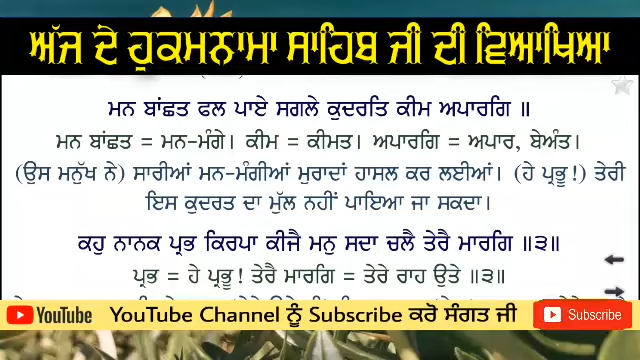 ਅੱਜ ਦੇ ਹੁਕਮਨਾਮਾ ਸਾਹਿਬ ਜੀ ਦੀ ਵਿਆਖਿਆ
ਮਨ ਬਾਂਛਤ ਫਲ ਪਾਏ ਸਗਲੇ ਕੁਦਰਤਿ ਕੀਮ ਅਪਾਰਗਿ ॥
ਮਨ ਬਾਂਛਤ = ਮਨ-ਮੰਗੇ। ਕੀਮ = ਕੀਮਤ। ਅਪਾਰਗਿ = ਅਪਾਰ, ਬੇਅੰਤ।
(ਉਸ ਮਨੁੱਖ ਨੇ) ਸਾਰੀਆਂ ਮਨ-ਮੰਗੀਆਂ ਮੁਰਾਦਾਂ ਹਾਸਲ ਕਰ ਲਈਆਂ। (ਹੇ ਪ੍ਰਭੂ!) ਤੇਰੀ
ਇਸ ਕੁਦਰਤ ਦਾ ਮੁੱਲ ਨਹੀਂ ਪਾਇਆ ਜਾ ਸਕਦਾ।
ਕਹੁ ਨਾਨਕ ਪ੍ਰਭ ਕਿਰਪਾ ਕੀਜੈ ਮਨੁ ਸਦਾ ਚਲੈ ਤੇਰੈ ਮਾਰਗਿ ॥੩॥
ਪ੍ਰਭ = ਹੇ ਪ੍ਰਭੂ! ਤੇਰੈ ਮਾਰਗਿ = ਤੇਰੇ ਰਾਹ ਉਤੇ ॥੩॥
YouTube YouTube Channel ਨੂੰ Subscribe ਕਰੋ ਸੰਗਤ ਜੀ Subscribe